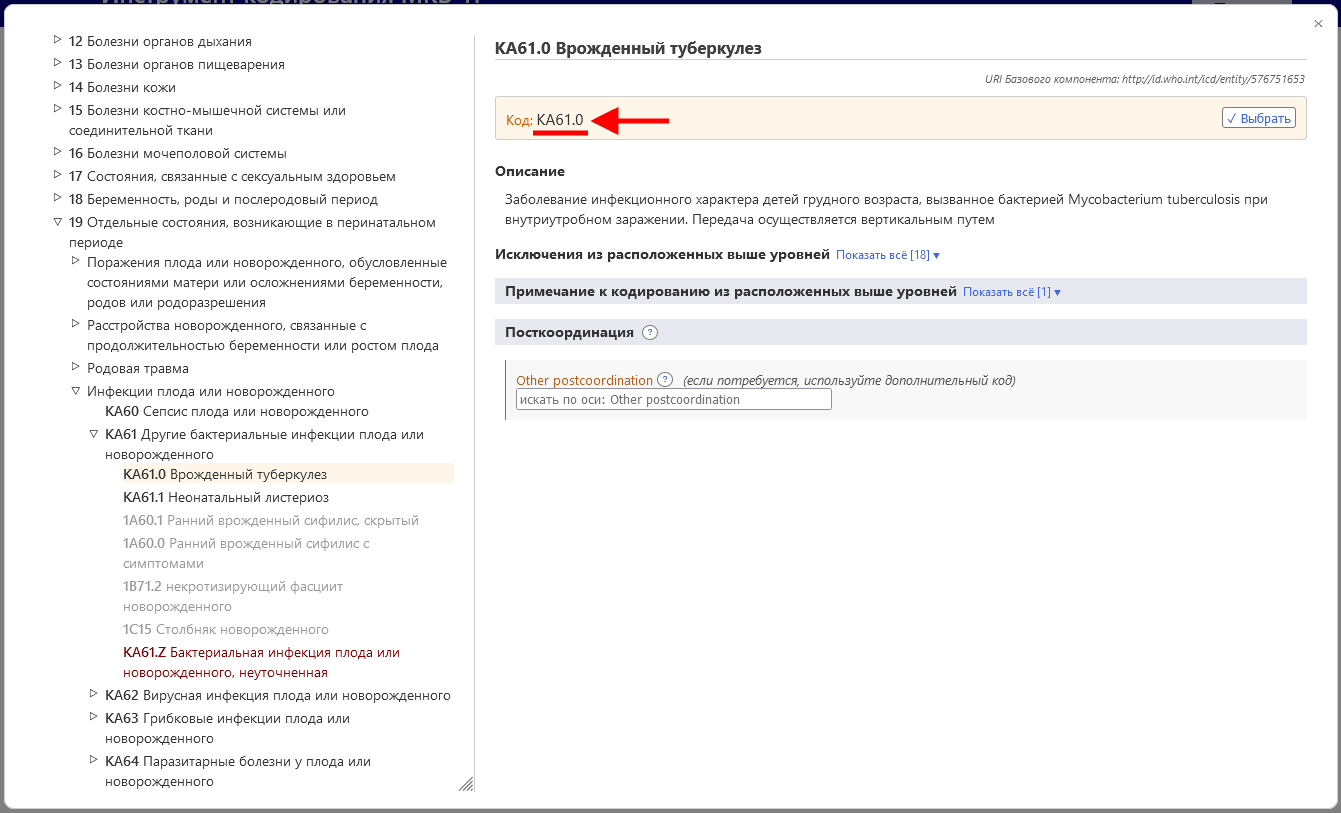 12 Болезни органов дыхания
13 Болезни органов пищеварения
14 Болезни кожи
15 Болезни костно-мышечной системы или
соединительной ткани
16 Болезни мочеполовой системы
17 Состояния, связанные с сексуальным здоровьем
18 Беременность, роды и послеродовый период
19 Отдельные состояния, возникающие в перинатальном
периоде
Поражения плода или новорожденного, обусловленные
состояниями матери или осложнениями беременности,
родов или родоразрешения
Расстройства новорожденного, связанные с
продолжительностью беременности или ростом плода
Родовая травма
Инфекции плода или новорожденного
KA60 Сепсис плода или новорожденного
KA61 Другие бактериальные инфекции плода или
новорожденного
KA61.0 Врожденный туберкулез
KA61.1 Неонатальный листериоз
1A60.1 Ранний врожденный сифилис, скрытый
1A60.0 Ранний врожденный сифилис с
симптомами
1B71.2 некротизирующий фасциит
новорожденного
1C15 Столбняк новорожденного
KA61.Z Бактериальная инфекция плода или
новорожденного, неуточненная
KA62 Вирусная инфекция плода или новорожденного
KA63 Грибковые инфекции плода или
новорожденного
KA64 Паразитарные болезни у плода или
новорожденного
KA61.0 Врожденный туберкулез
URI Базового компонента: http://id.who.int/icd/entity/576751653
Код: KA61.0
✓ Выбрать
Описание
Заболевание инфекционного характера детей грудного возраста, вызванное бактерией Mycobacterium tuberculosis при
внутриутробном заражении. Передача осуществляется вертикальным путем
Исключения из расположенных выше уровней Показать всё [18] ▾
Примечание к кодированию из расположенных выше уровней Показать всё [1] ▾
Посткоординация ?
Other postcoordination ? (если потребуется, используйте дополнительный код)
искать по оси: Other postcoordination